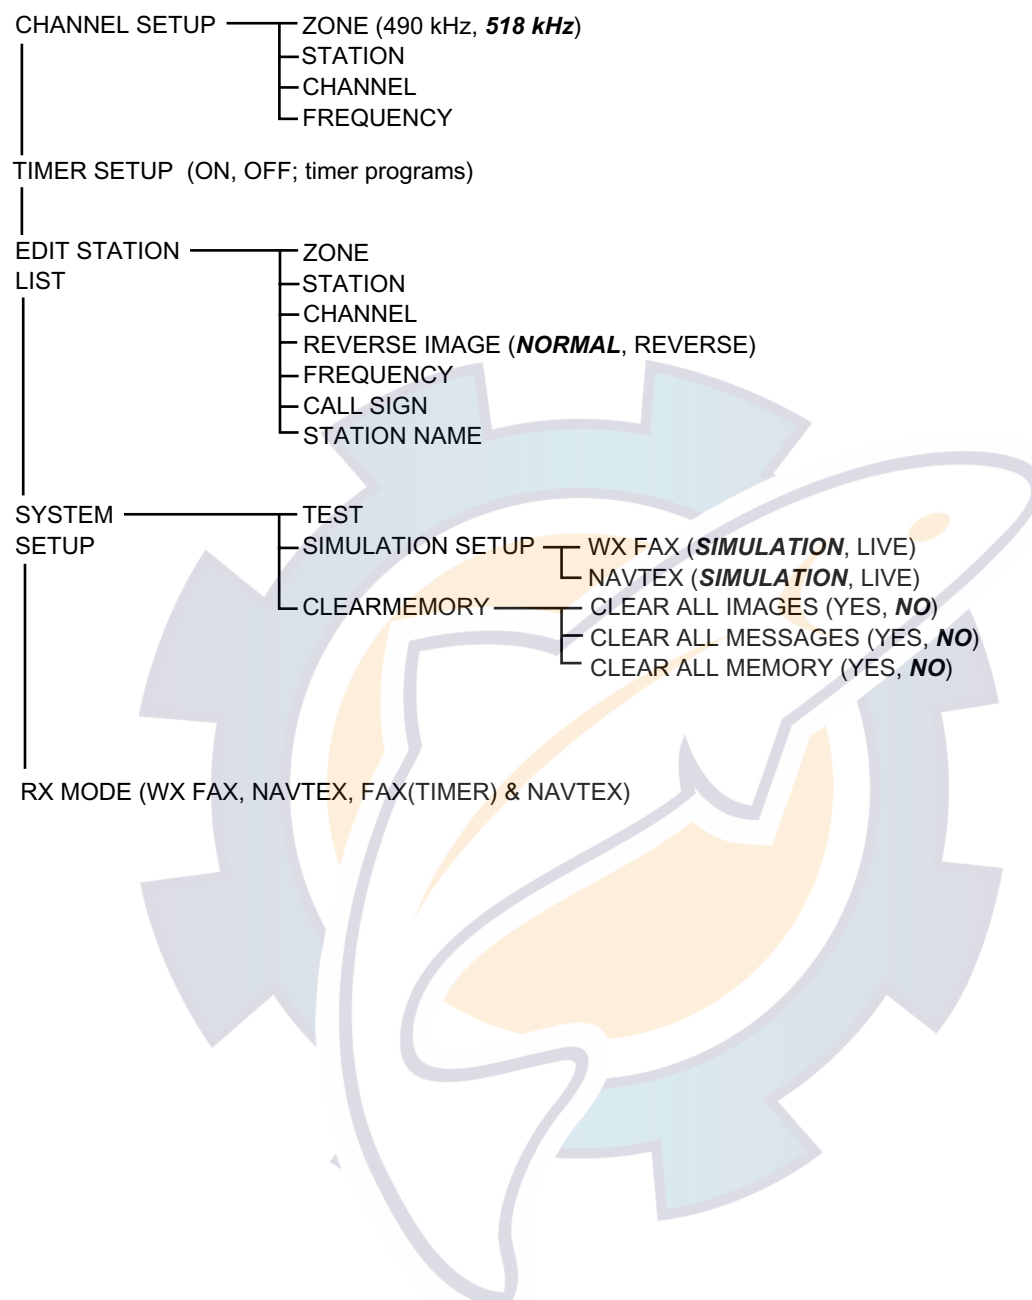 CHANNEL SETUP
ZONE (490 kHz, 518 kHz)
STATION
CHANNEL
FREQUENCY
TIMER SETUP (ON, OFF; timer programs)
EDIT STATION
LIST
ZONE
STATION
CHANNEL
REVERSE IMAGE (NORMAL, REVERSE)
FREQUENCY
CALL SIGN
STATION NAME
SYSTEM
SETUP
TEST
SIMULATION SETUP
WX FAX (SIMULATION, LIVE)
NAVTEX (SIMULATION, LIVE)
CLEARMEMORY
CLEAR ALL IMAGES (YES, NO)
CLEAR ALL MESSAGES (YES, NO)
CLEAR ALL MEMORY (YES, NO)
RX MODE (WX FAX, NAVTEX, FAX(TIMER) & NAVTEX)